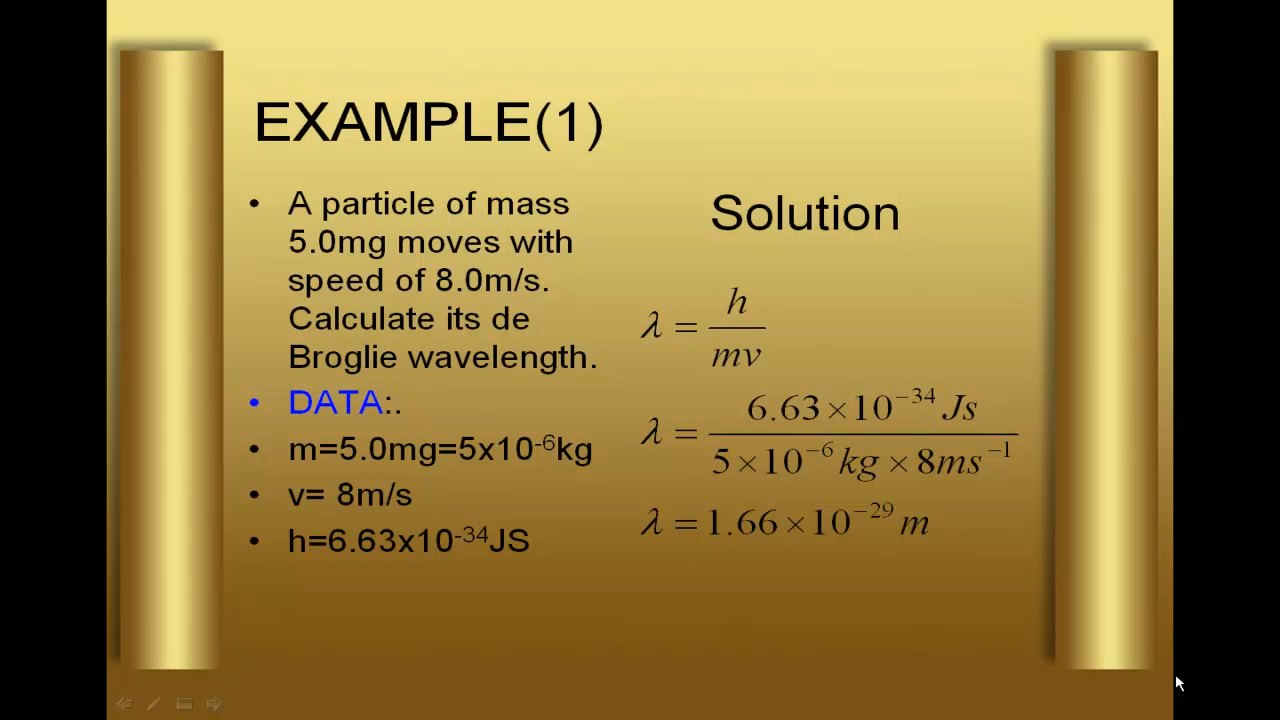 EXAMPLE(1)
• A particle of mass
5.0mg moves with
speed of 8.0m/s.
Calculate its de
Broglie wavelength.
• DATA:.
• m=5.0mg=5x10⁻⁶kg
• v= 8m/s
• h=6.63x10⁻³⁴JS
Solution
λ = h / mv
λ = 6.63×10⁻³⁴ Js / 5×10⁻⁶ kg × 8ms⁻¹
λ = 1.66×10⁻²⁹ m